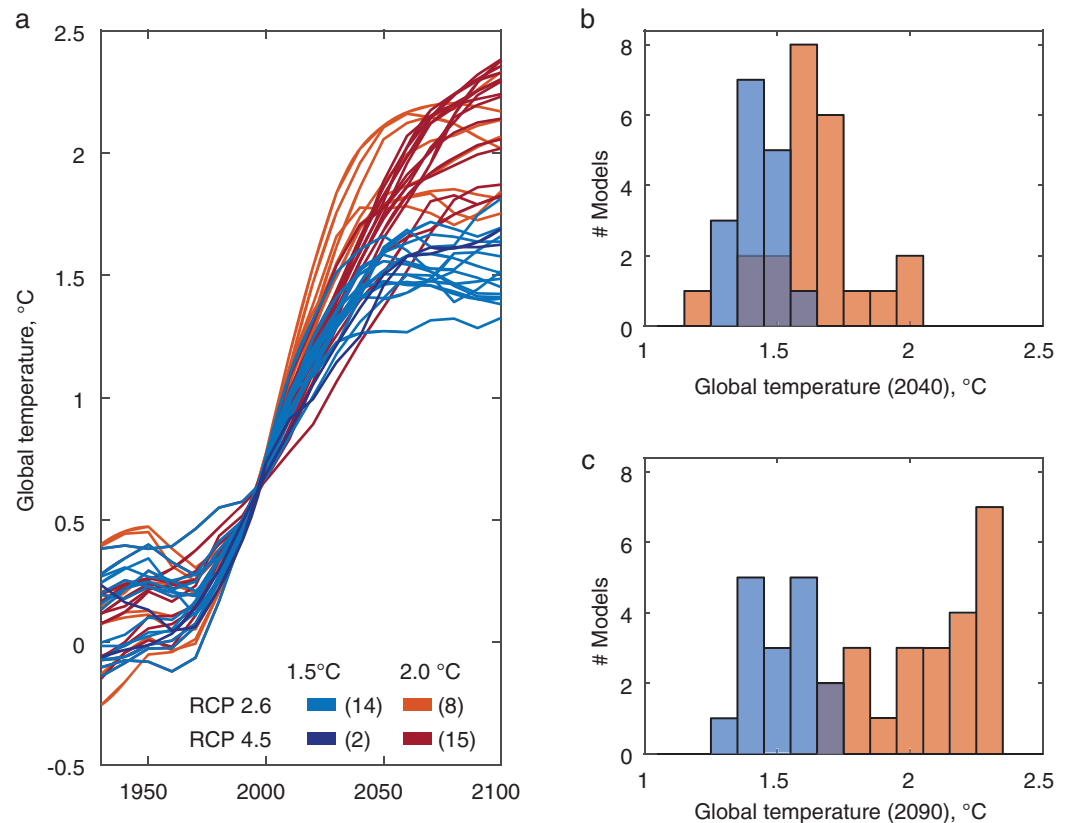 a
2.5
2
1.5
1
0.5
0
-0.5
Global temperature, °C
1950
2000
2050
2100
1.5°C 2.0 °C
RCP 2.6 (14) (8)
RCP 4.5 (2) (15)
b
8
6
4
2
0
# Models
1 1.5 2 2.5
Global temperature (2040), °C
c
8
6
4
2
0
# Models
1 1.5 2 2.5
Global temperature (2090), °C